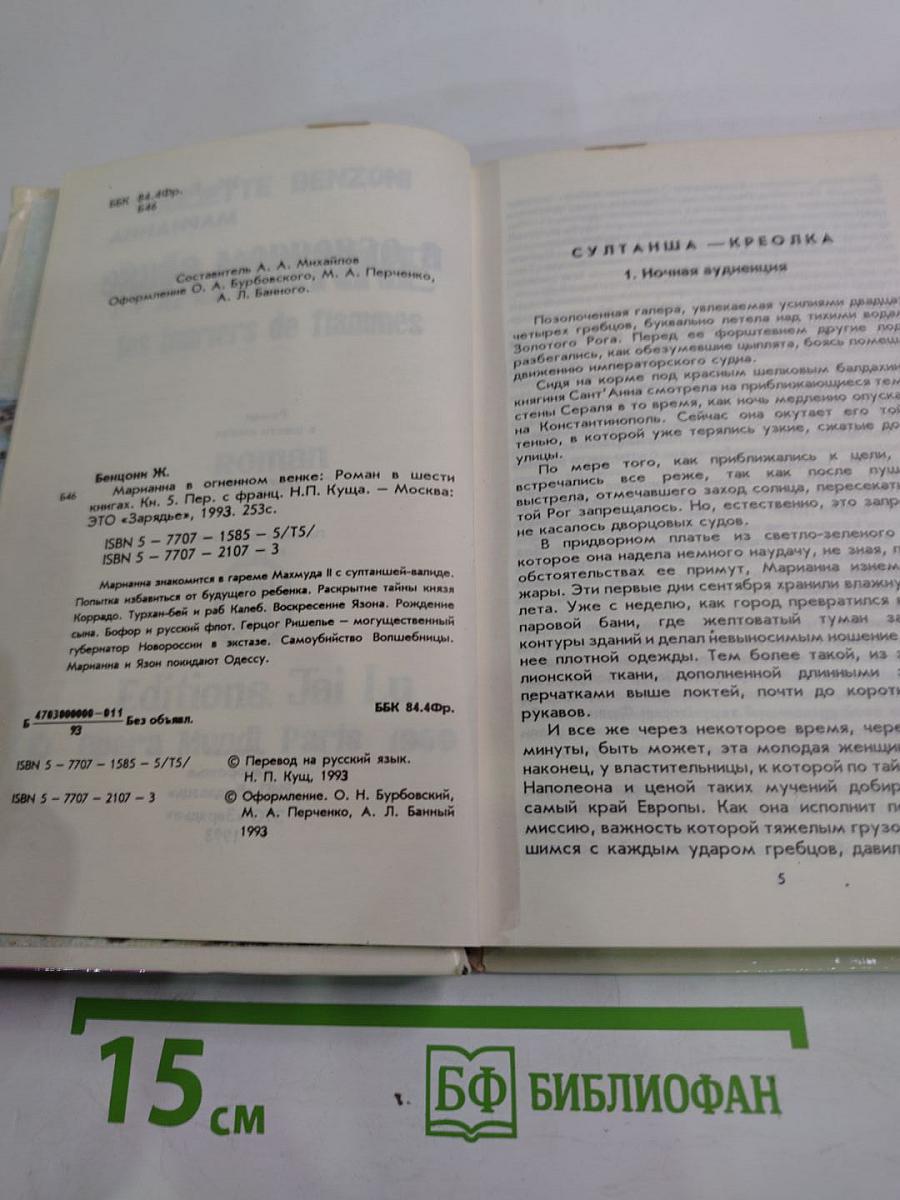 ББК 84.4Фр.
Б46
Составитель А. А. Михайлов
Оформление О. А. Бурбовского, М. А. Перченко,
А. Л. Банного.
Бенцони Ж.
Б46
Марианна в огненном венке: Роман в шести
книгах. Кн. 5. Пер. с франц. Н.П. Куща. — Москва:
ЭТО «Зарядье», 1993. 253с.
ISBN 5 – 7707 – 1585 – 5/Т5/
ISBN 5 – 7707 – 2107 – 3
Марианна знакомится в гареме Махмуда II с султаншей-валиде.
Попытка избавиться от будущего ребенка. Раскрытие тайны князя
Коррадо. Турхан-бей и раб Калеб. Воскресение Язона. Рождение
сына. Бофор и русский флот. Герцог Ришелье — могущественный
губернатор Новороссии в экстазе. Самоубийство Волшебницы.
Марианна и Язон покидают Одессу.
Б 4703000000–011
93
Без объявл.
ББК 84.4Фр.
ISBN 5 – 7707 – 1585 – 5/Т5/
© Перевод на русский язык.
Н. П. Кущ, 1993
ISBN 5 – 7707 – 2107 – 3
© Оформление. О. Н. Бурбовский,
М. А. Перченко, А. Л. Банный
1993
СУЛТАНША — КРЕОЛКА
1. Ночная аудиенция
Позолоченная галера, увлекаемая усилиями двадцат
четырех гребцов, буквально летела над тихими водам
Золотого Рога. Перед ее форштевнем другие лод
разбегались, как обезумевшие цыплята, боясь помеша
движению императорского судна.
Сидя на корме под красным шелковым балдахин
княгиня Сант'Анна смотрела на приближающиеся тем
стены Сераля в то время, как ночь медленно опуска
на Константинополь. Сейчас она окутает его той
тенью, в которой уже терялись узкие, сжатые до
улицы.
По мере того, как приближались к цели,
встречались все реже, так как после пуш
выстрела, отмечавшего заход солнца, пересекать
той Рог запрещалось. Но, естественно, это запр
не касалось дворцовых судов.
В придворном платье из светло-зеленого
которое она надела немного наудачу, не зная, п
обстоятельствах ее примут, Марианна изнем
жары. Эти первые дни сентября хранили влажну
лета. Уже с неделю, как город превратился в
паровой бани, где желтоватый туман за
контуры зданий и делал невыносимым ношение
нее плотной одежды. Тем более такой, из з
лионской ткани, дополненной длинными з
перчатками выше локтей, почти до корот
рукавов.
И все же через некоторое время, чере
минуты, быть может, эта молодая женщи
наконец, у властительницы, к которой по тай
Наполеона и ценой таких мучений добир
самый край Европы. Как она исполнит по
миссию, важность которой тяжелым грузо
шимся с каждым ударом гребцов, давил
5
15 см
БФ БИБЛИОФАН